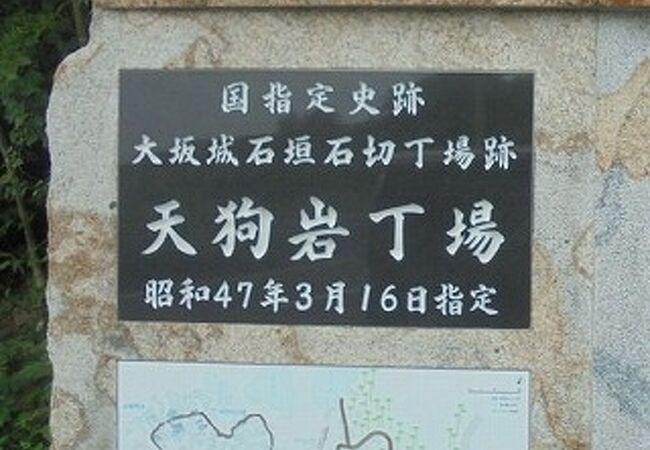 国指定史跡
大坂城石垣石切丁場跡
天狗岩丁場
昭和47年3月16日指定